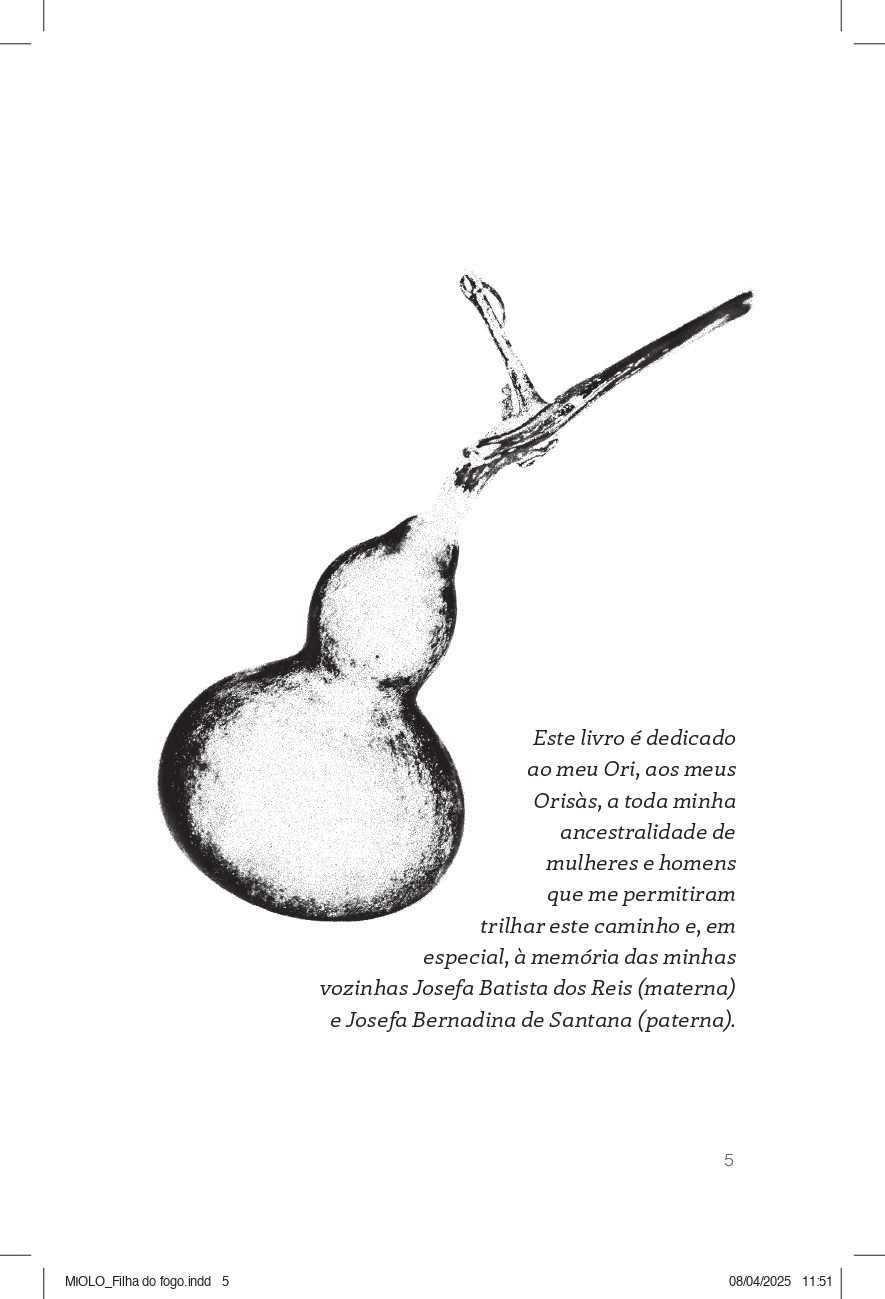 Este livro é dedicado
ao meu Ori, aos meus
Orisàs, a toda minha
ancestralidade de
mulheres e homens
que me permitiram
trilhar este caminho e, em
especial, à memória das minhas
vozinhas Josefa Batista dos Reis (materna)
e Josefa Bernadina de Santana (paterna).
5
MIOLO_Filha do fogo.indd 5
08/04/2025 11:51